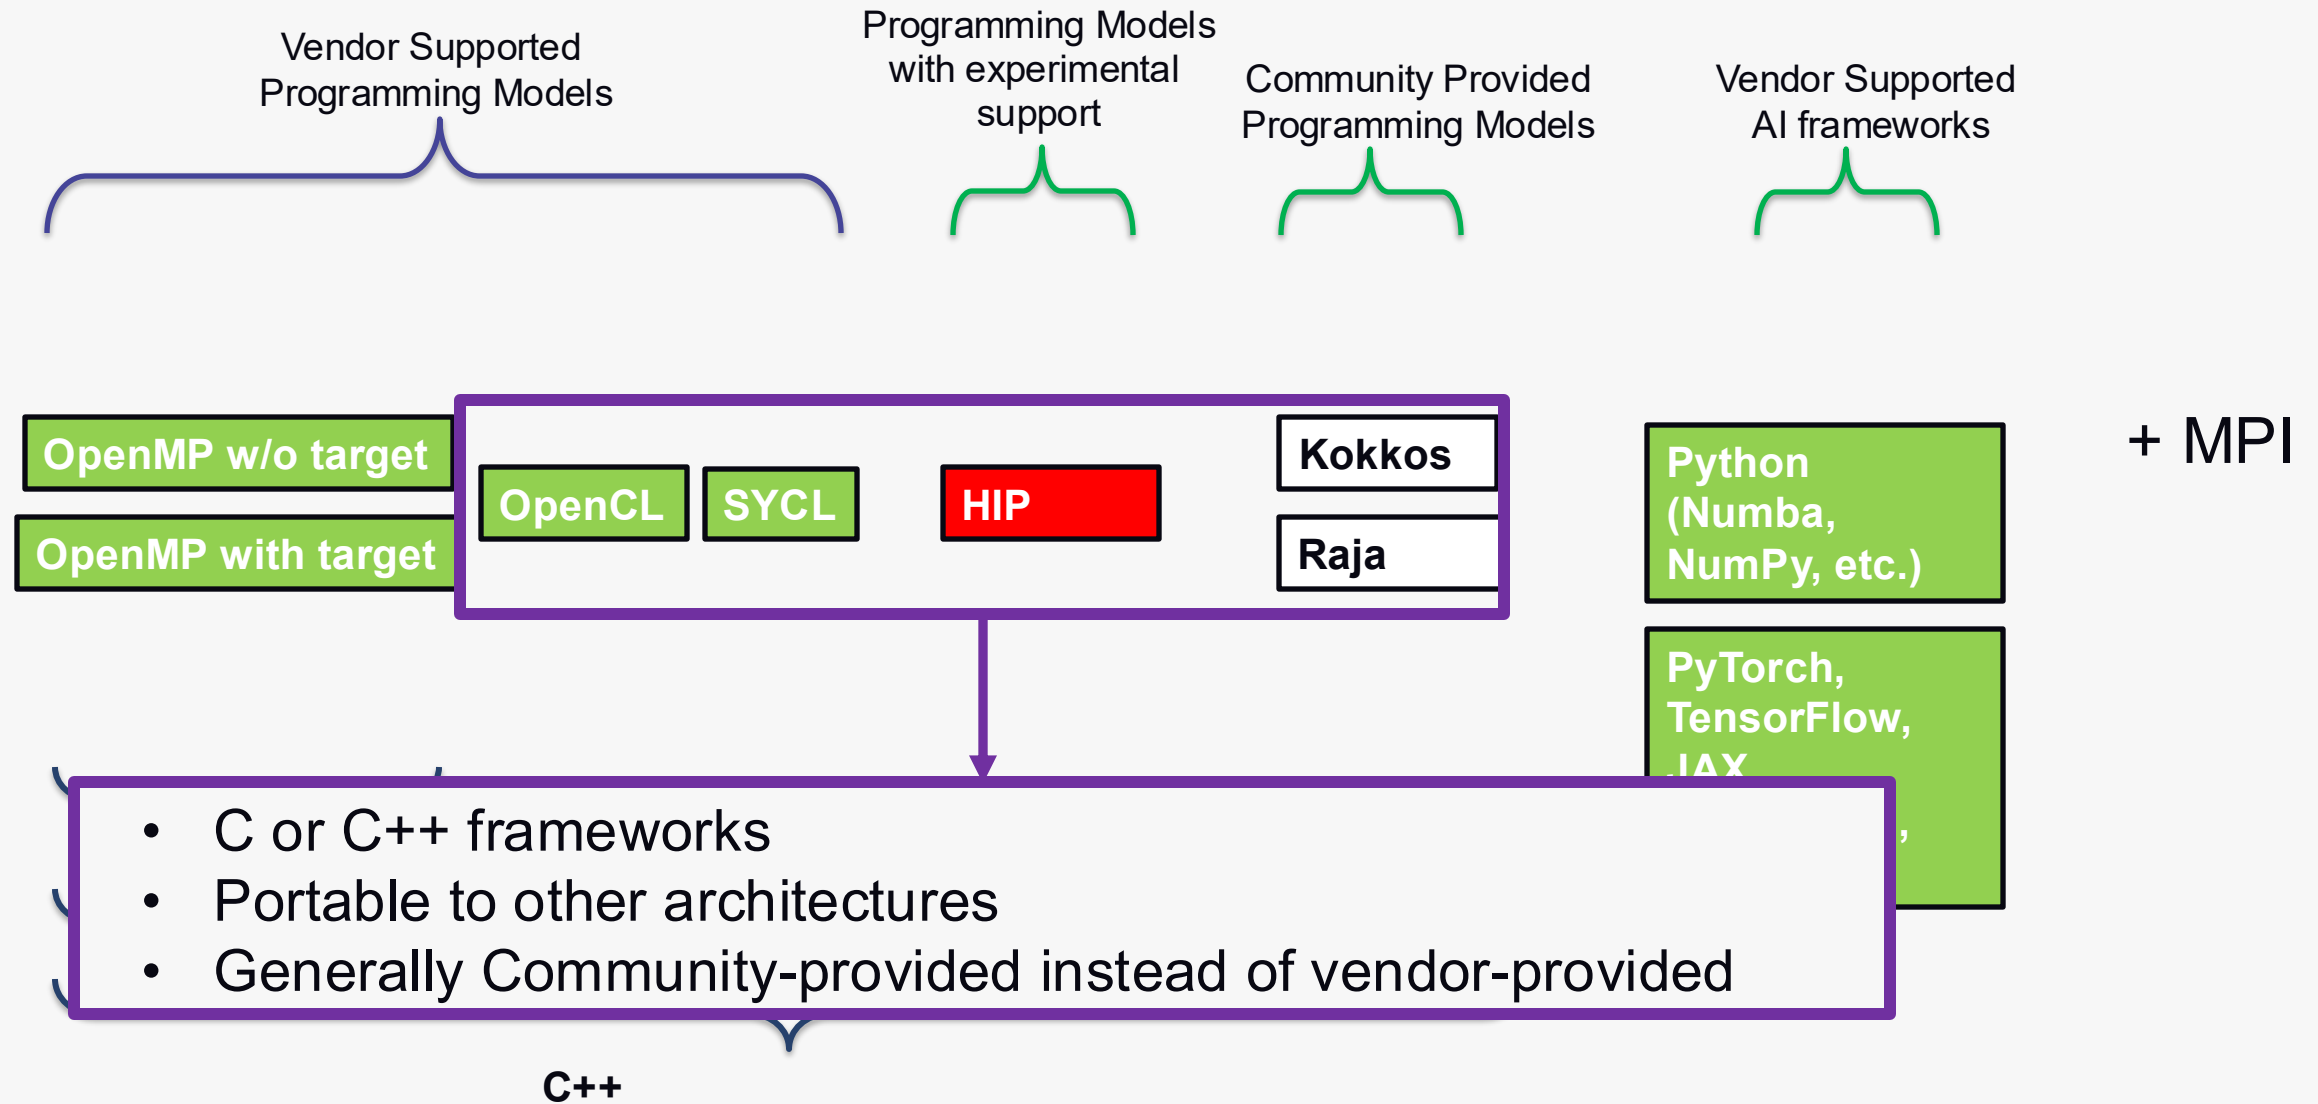 Vendor Supported
Programming Models
Programming Models
with experimental
support
Community Provided
Programming Models
Vendor Supported
AI frameworks
OpenMP w/o target
OpenMP with target
OpenCL
SYCL
HIP
Kokkos
Raja
Python
(Numba,
NumPy, etc.)
PyTorch,
TensorFlow,
JAX
,
+ MPI
• C or C++ frameworks
• Portable to other architectures
• Generally Community-provided instead of vendor-provided
C++